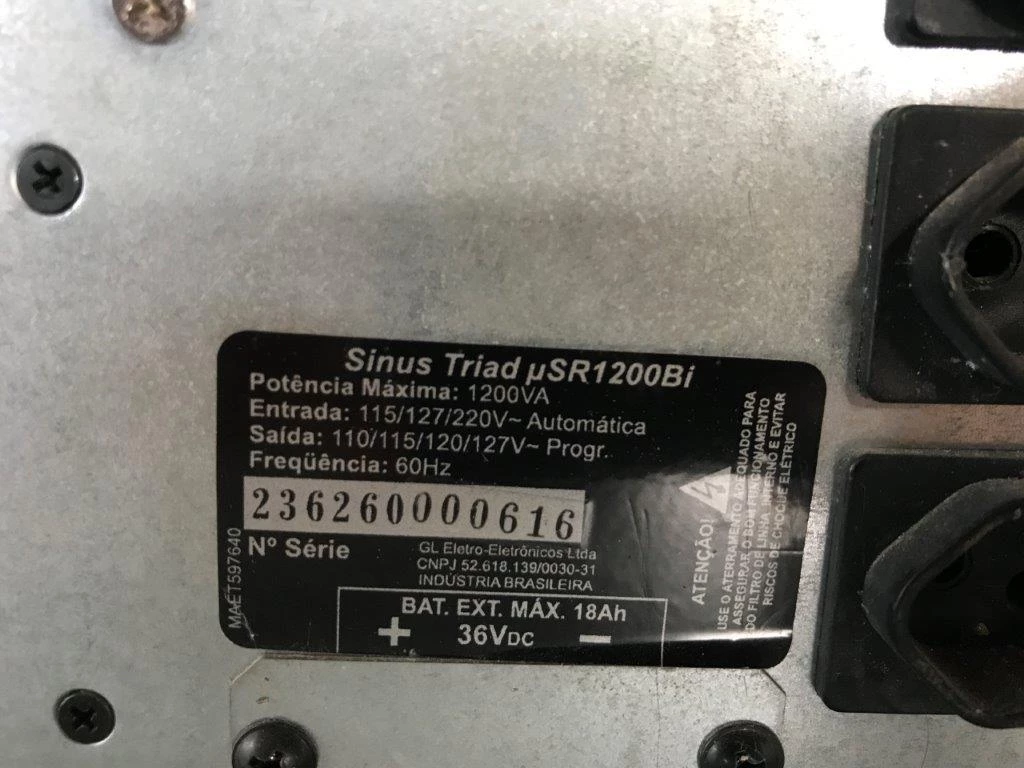 Sinus Triad µSR1200Bi
Potência Máxima: 1200VA
Entrada: 115/127/220V~ Automática
Saída: 110/115/120/127V~ Progr.
Freqüência: 60Hz
236260000616
Nº Série
GL Eletro-Eletrônicos Ltda
CNPJ 52.618.139/0030-31
INDÚSTRIA BRASILEIRA
BAT. EXT. MÁX. 18Ah
+ 36VDC −
MAET597640
ATENÇÃO!
USE O ATERRAMENTO ADEQUADO PARA
ASSEGURAR O BOM FUNCIONAMENTO
DO FILTRO DE LINHA INTERNO E EVITAR
RISCOS DE CHOQUE ELÉTRICO